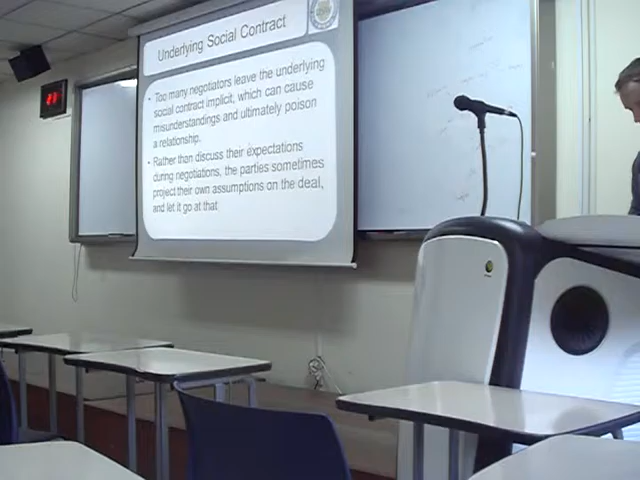 Underlying Social Contract
• Too many negotiators leave the underlying
social contract implicit, which can cause
misunderstandings and ultimately poison
a relationship.
• Rather than discuss their expectations
during negotiations, the parties sometimes
project their own assumptions on the deal,
and let it go at that